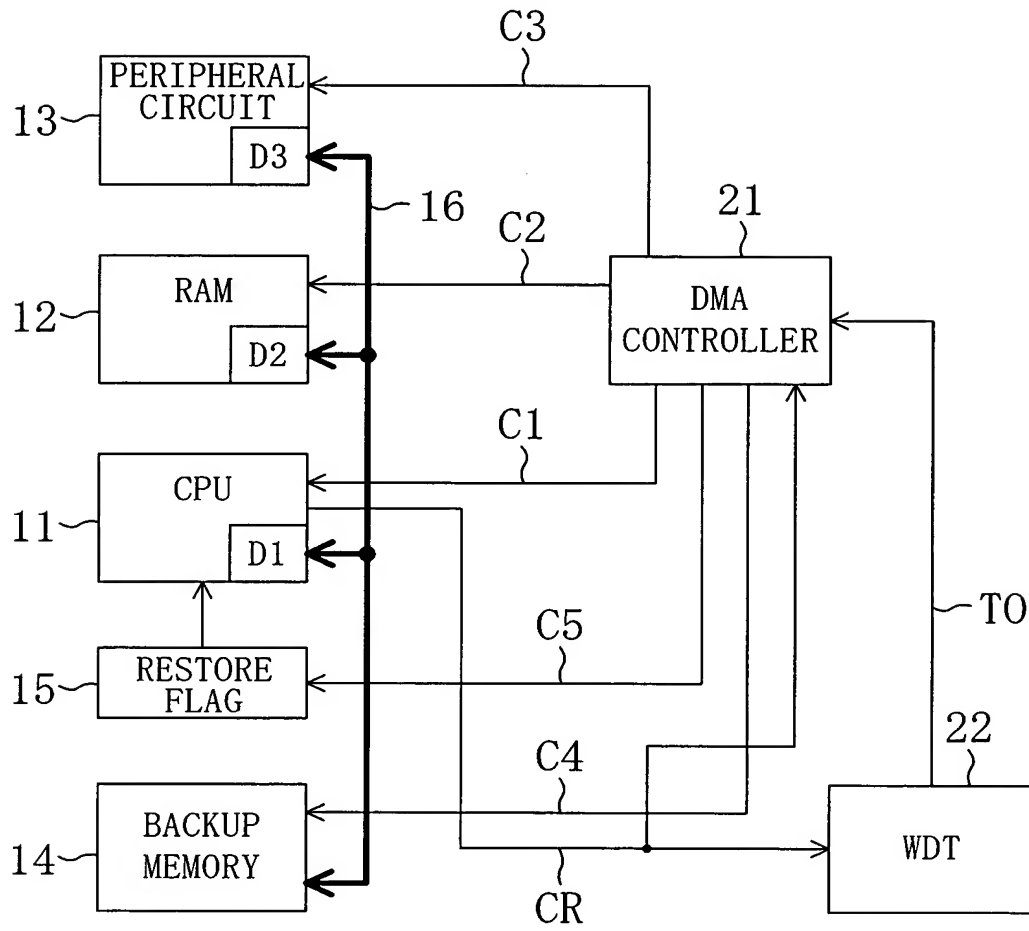 C3
PERIPHERAL
CIRCUIT
13
D3
16
C2
21
RAM
12
D2
DMA
CONTROLLER
C1
CPU
11
D1
TO
C5
RESTORE
FLAG
15
22
C4
BACKUP
MEMORY
14
WDT
CR